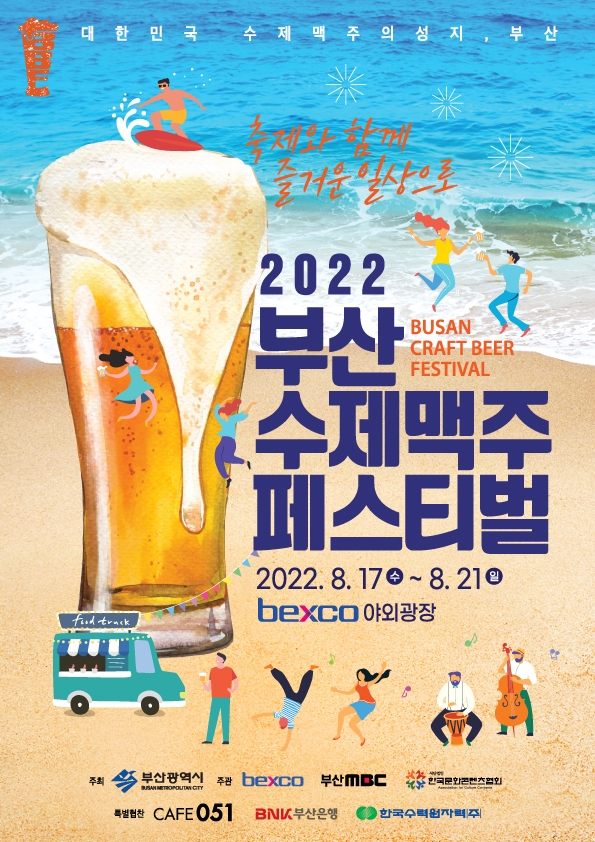 대한민국 수제맥주의성지, 부산
축제와 함께
즐거운 일상으로
2022
부산
BUSAN
CRAFT BEER
FESTIVAL
수제맥주
페스티벌
2022. 8. 17 수 ~ 8. 21 일
bexco 야외광장
food truck
주최 부산광역시 BUSAN METROPOLITAN CITY 주관 bexco 부산MBC 사단법인 한국문화콘텐츠협회 Association for Culture Contents
특별협찬 CAFE 051 BNK 부산은행 한국수력원자력(주)